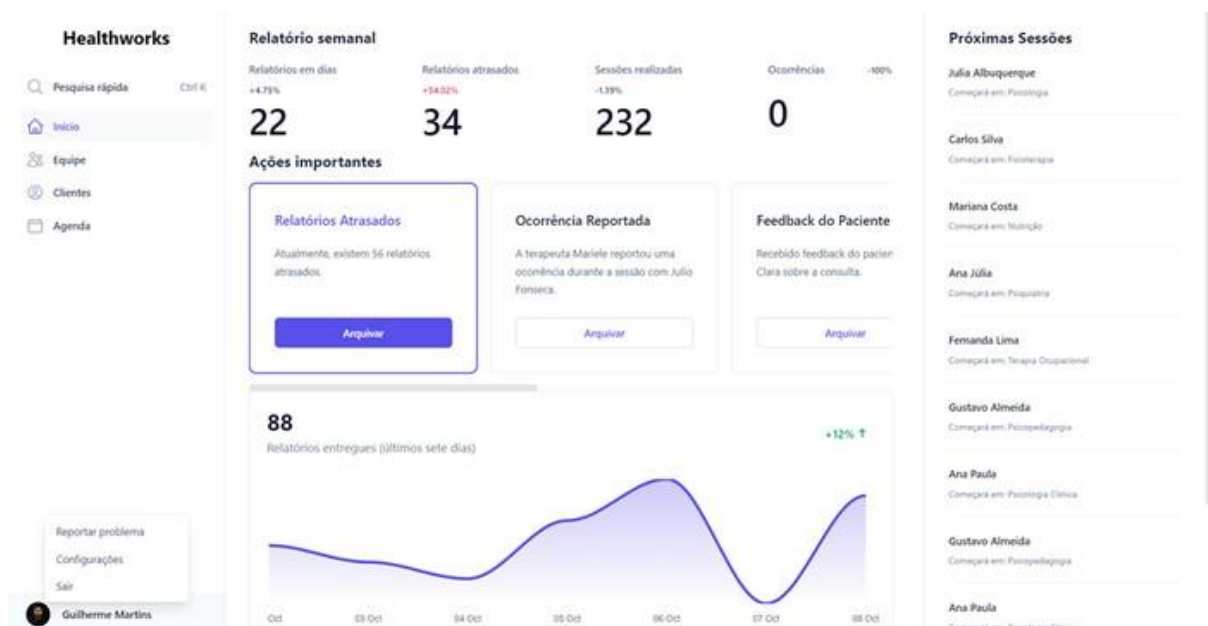 Healthworks
Pesquisa rápida Ctrl K
Início
Equipe
Clientes
Agenda
Reportar problema
Configurações
Sair
Guilherme Martins
Relatório semanal
Relatórios em dias
+4.75%
22
Relatórios atrasados
+54.02%
34
Sessões realizadas
-1.39%
232
Ocorrências -100%
0
Ações importantes
Relatórios Atrasados
Atualmente, existem 56 relatórios
atrasados.
Arquivar
Ocorrência Reportada
A terapeuta Mariele reportou uma
ocorrência durante a sessão com Julio
Fonseca.
Arquivar
Feedback do Paciente
Recebido feedback do pacien
Clara sobre a consulta.
Arquivar
88
Relatórios entregues (últimos sete dias)
+12% ↑
Oct 03 Oct 04 Oct 05 Oct 06 Oct 07 Oct 08 Oct
Próximas Sessões
Julia Albuquerque
Começará em: Psicologia
Carlos Silva
Começará em: Fisioterapia
Mariana Costa
Começará em: Nutrição
Ana Júlia
Começará em: Psiquiatria
Fernanda Lima
Começará em: Terapia Ocupacional
Gustavo Almeida
Começará em: Psicopedagogia
Ana Paula
Começará em: Psicologia Clínica
Gustavo Almeida
Começará em: Psicopedagogia
Ana Paula